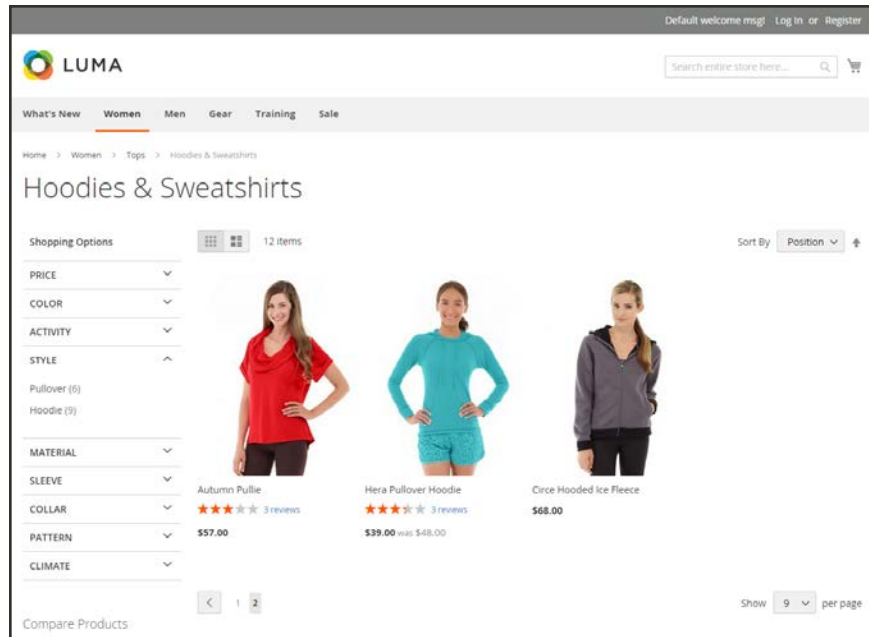 Default welcome msg! Log In or Register
LUMA
Search entire store here...
What's New Women Men Gear Training Sale
Home > Women > Tops > Hoodies & Sweatshirts
Hoodies & Sweatshirts
Shopping Options
12 items
Sort By Position
PRICE
COLOR
ACTIVITY
STYLE
Pullover (6)
Hoodie (9)
MATERIAL
SLEEVE
COLLAR
PATTERN
CLIMATE
Compare Products
Autumn Pullie
3 reviews
$57.00
Hera Pullover Hoodie
3 reviews
$39.00 was $48.00
Circe Hooded Ice Fleece
$68.00
1 2
Show 9 per page